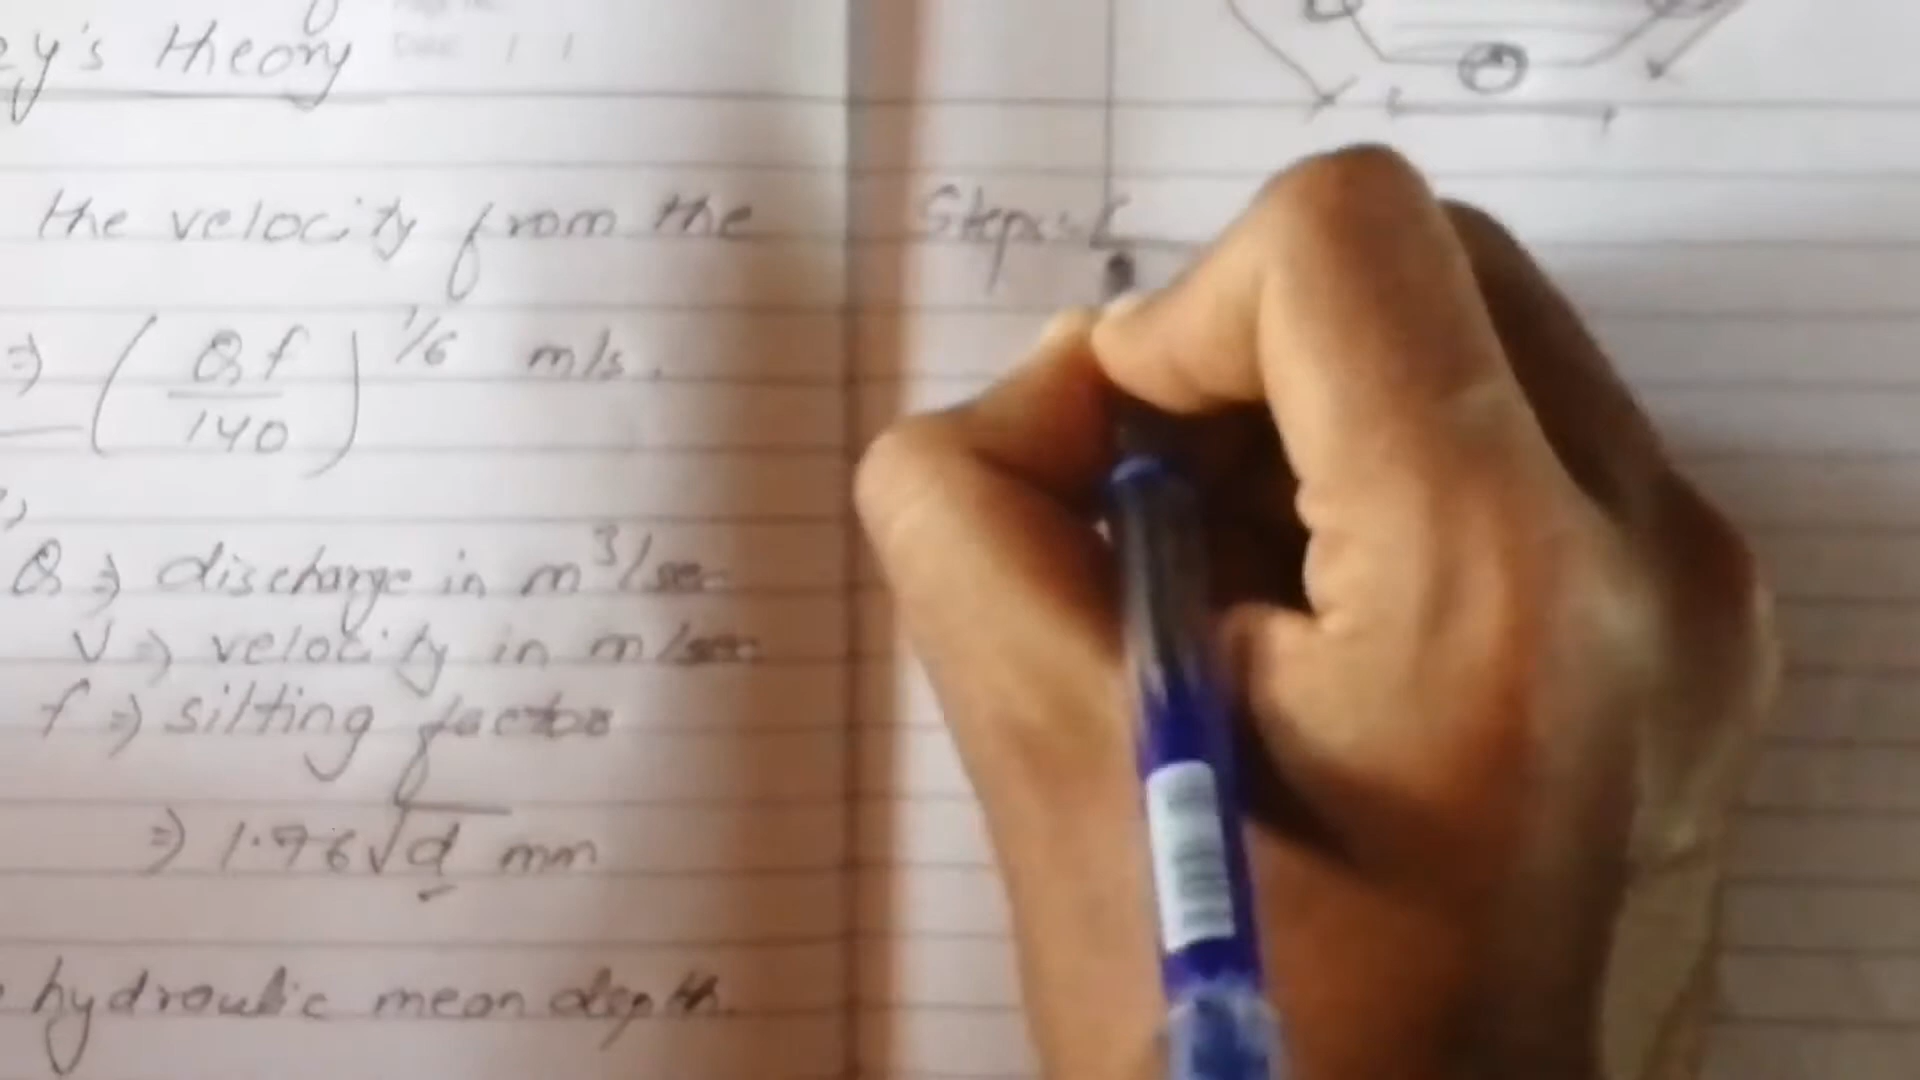 y's theory
Date: / /
the velocity from the
⇒ (Qf/140)^1/6 m/s.
Q ⇒ discharge in m³/sec
V ⇒ velocity in m/sec
f ⇒ silting factor
⇒ 1.76√d mm
hydraulic mean depth.
Step:-